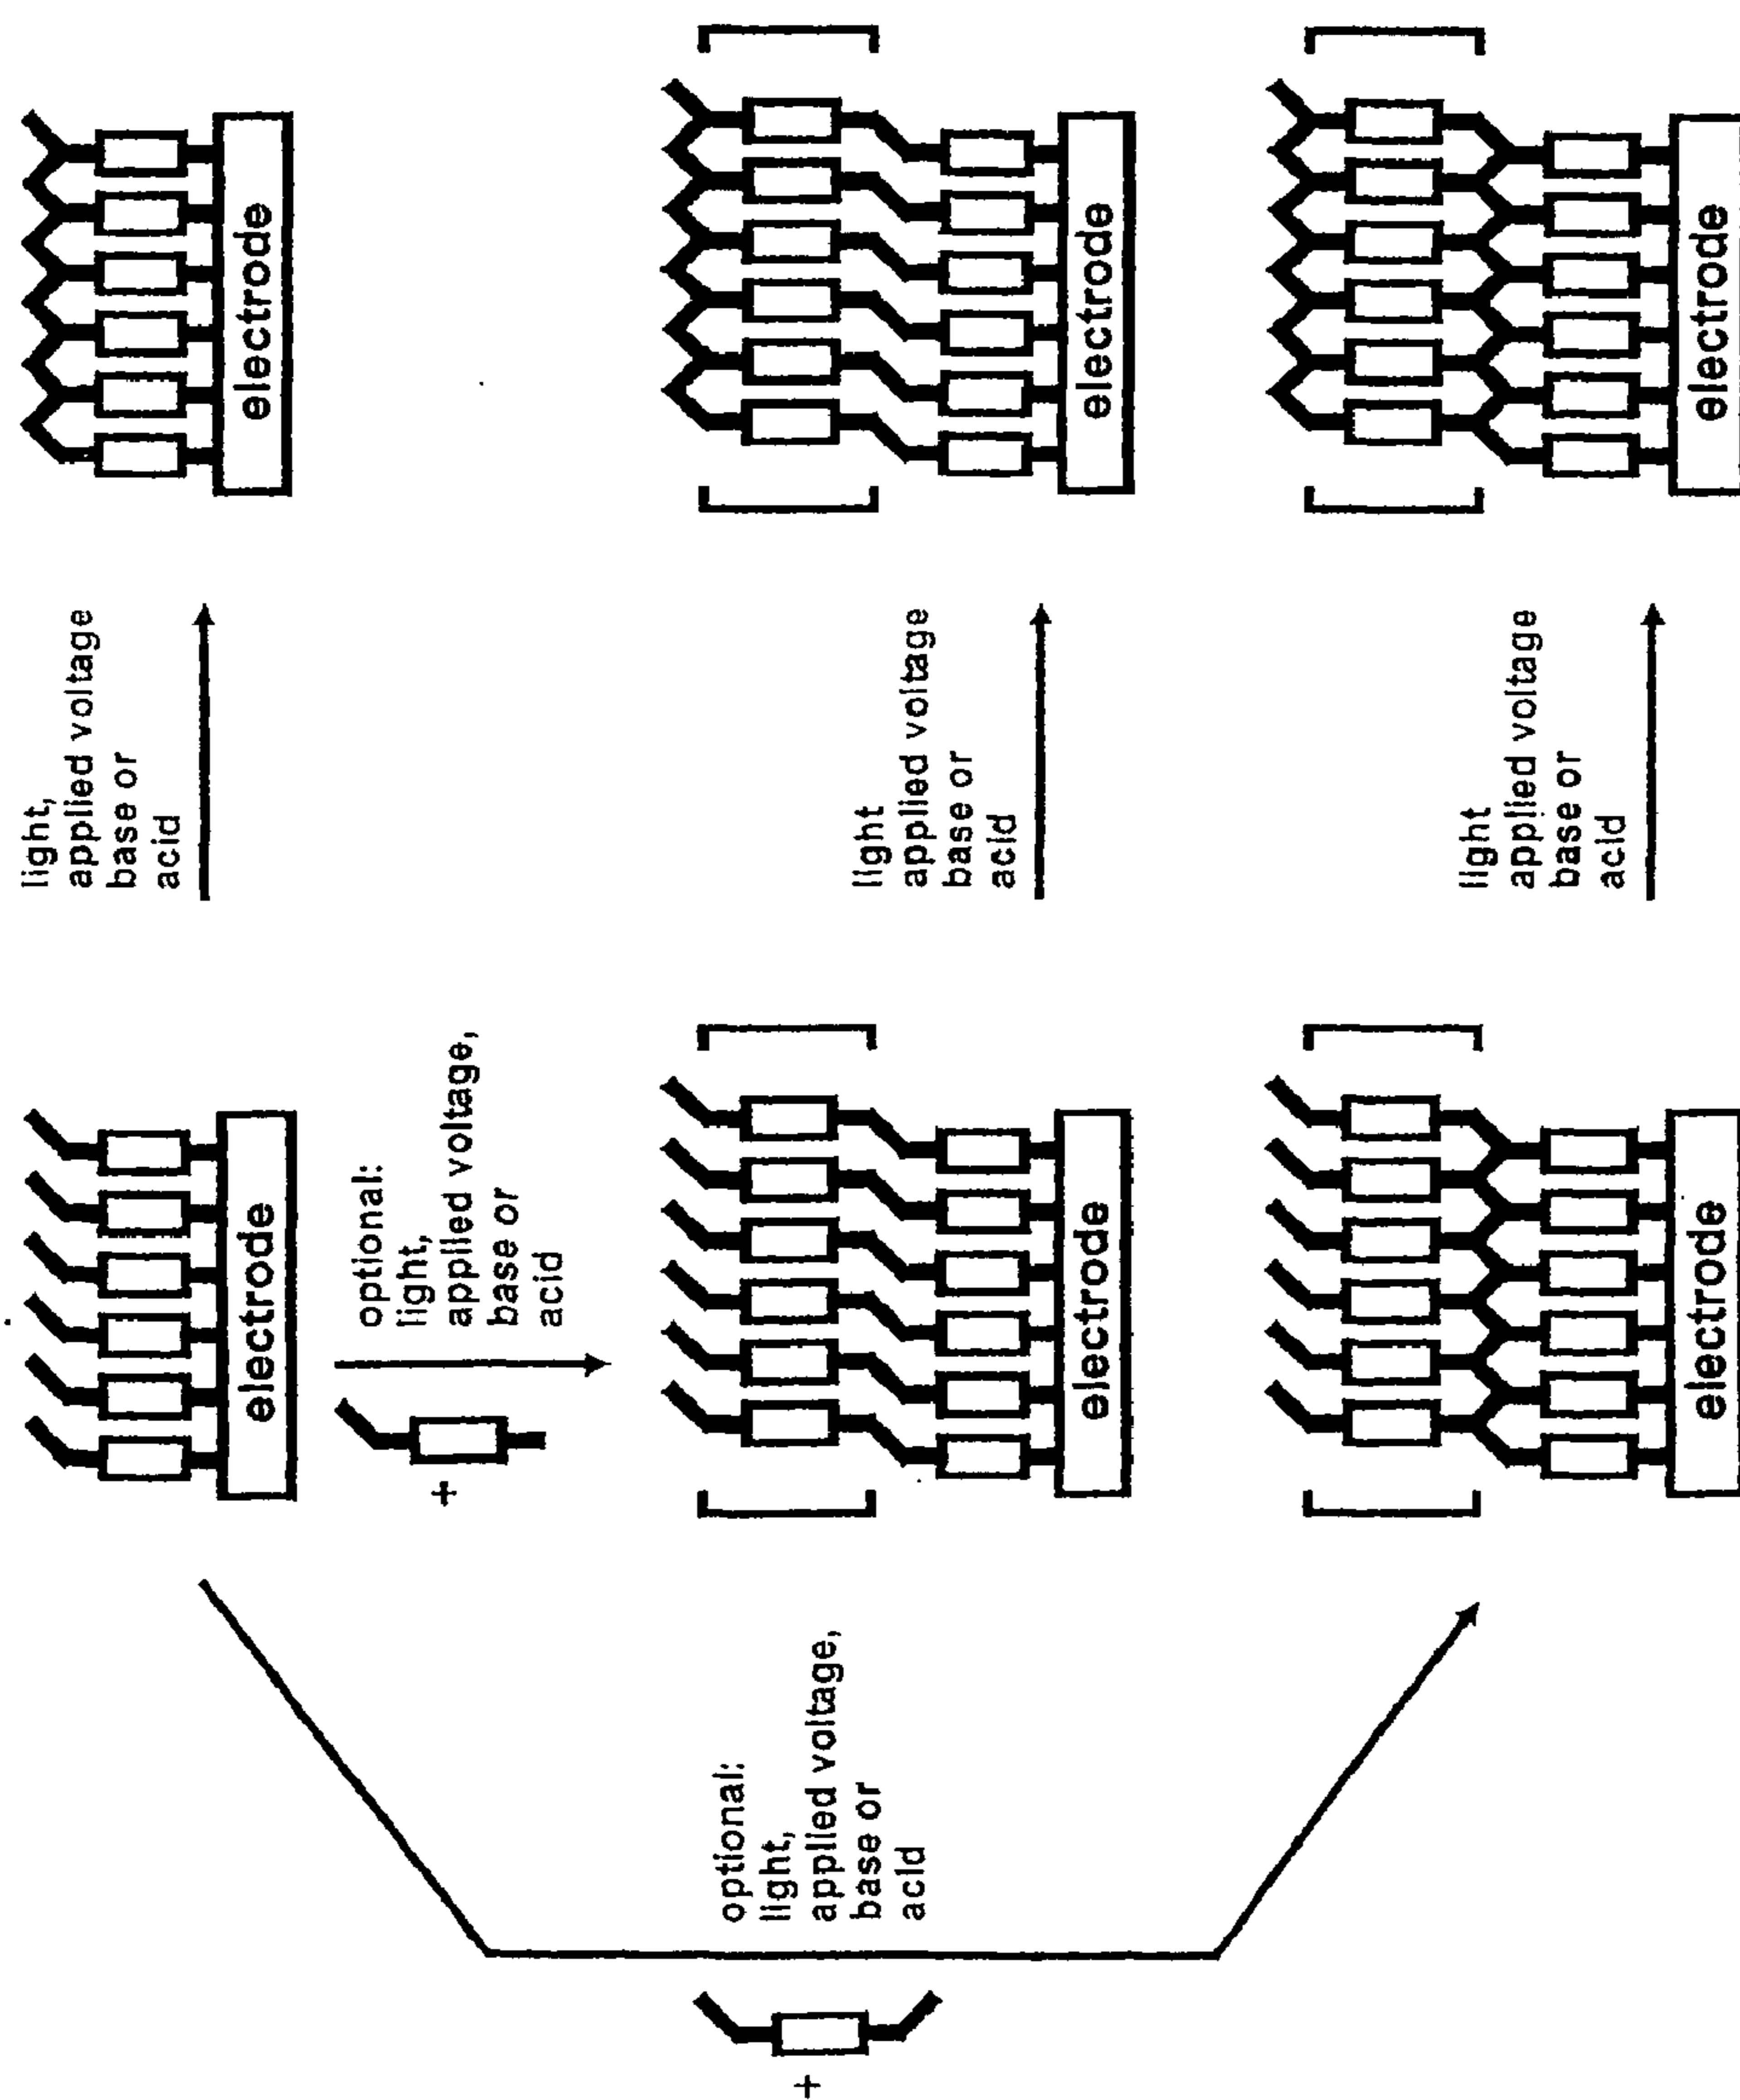 light,
applied voltage
base or
acid
electrode
electrode
optional:
light,
applied voltage,
base or
acid
+
light
applied voltage
base or
acid
electrode
electrode
optional:
light,
applied voltage,
base or
acid
+
light
applied voltage
base or
acid
electrode
electrode